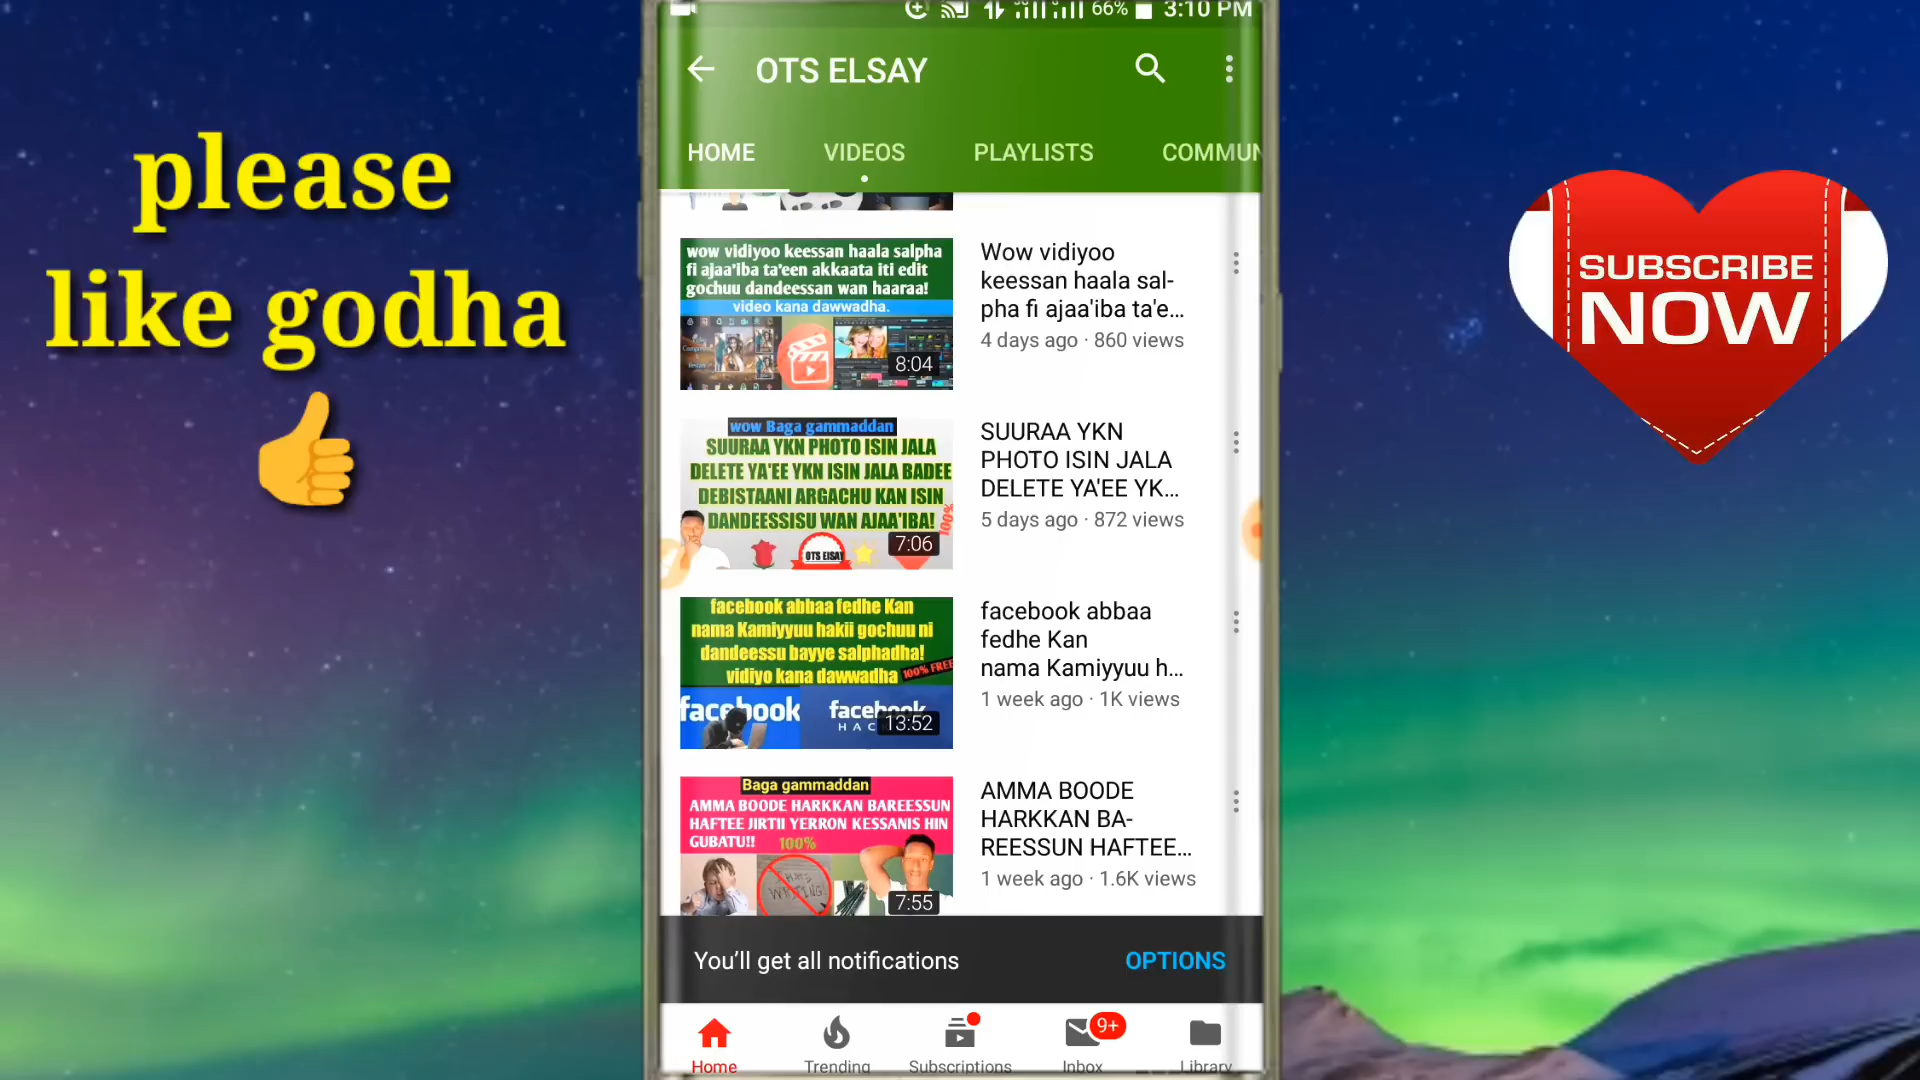 please
like godha
66% 3:10 PM
OTS ELSAY
HOME VIDEOS PLAYLISTS COMMUN
wow vidiyoo keessan haala salpha
fi ajaa'iba ta'een akkaata iti edit
gochuu dandeessan wan haaraa!
video kana dawwadha.
8:04
Wow vidiyoo
keessan haala sal-
pha fi ajaa'iba ta'e...
4 days ago · 860 views
wow Baga gammaddan
SUURAA YKN PHOTO ISIN JALA
DELETE YA'EE YKN ISIN JALA BADEE
DEBISTAANI ARGACHU KAN ISIN
DANDEESSISU WAN AJAA'IBA!
100%
OTS ElSAY
7:06
SUURAA YKN
PHOTO ISIN JALA
DELETE YA'EE YK...
5 days ago · 872 views
facebook abbaa fedhe Kan
nama Kamiyyuu hakii gochuu ni
dandeessu bayye salphadha!
vidiyo kana dawwadha
100% FREE
facebook
facebook
HAC
13:52
facebook abbaa
fedhe Kan
nama Kamiyyuu h...
1 week ago · 1K views
Baga gammaddan
AMMA BOODE HARKKAN BAREESSUN
HAFTEE JIRTII YERRON KESSANIS HIN
GUBATU!! 100%
7:55
AMMA BOODE
HARKKAN BA-
REESSUN HAFTEE...
1 week ago · 1.6K views
You'll get all notifications OPTIONS
Home Trending Subscriptions Inbox Library
9+
SUBSCRIBE
NOW